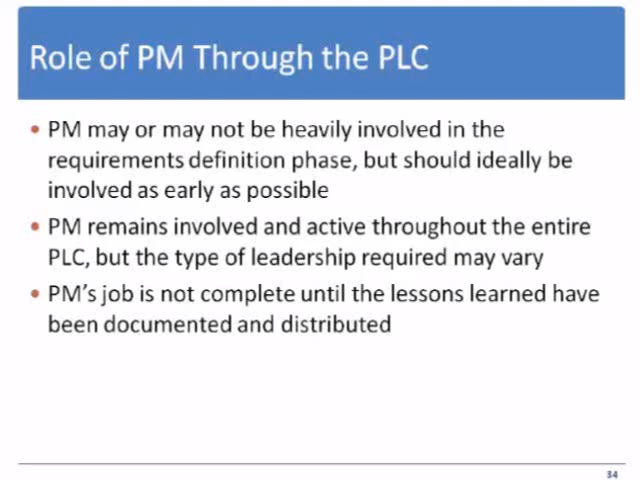 Role of PM Through the PLC
• PM may or may not be heavily involved in the
requirements definition phase, but should ideally be
involved as early as possible
• PM remains involved and active throughout the entire
PLC, but the type of leadership required may vary
• PM's job is not complete until the lessons learned have
been documented and distributed
34